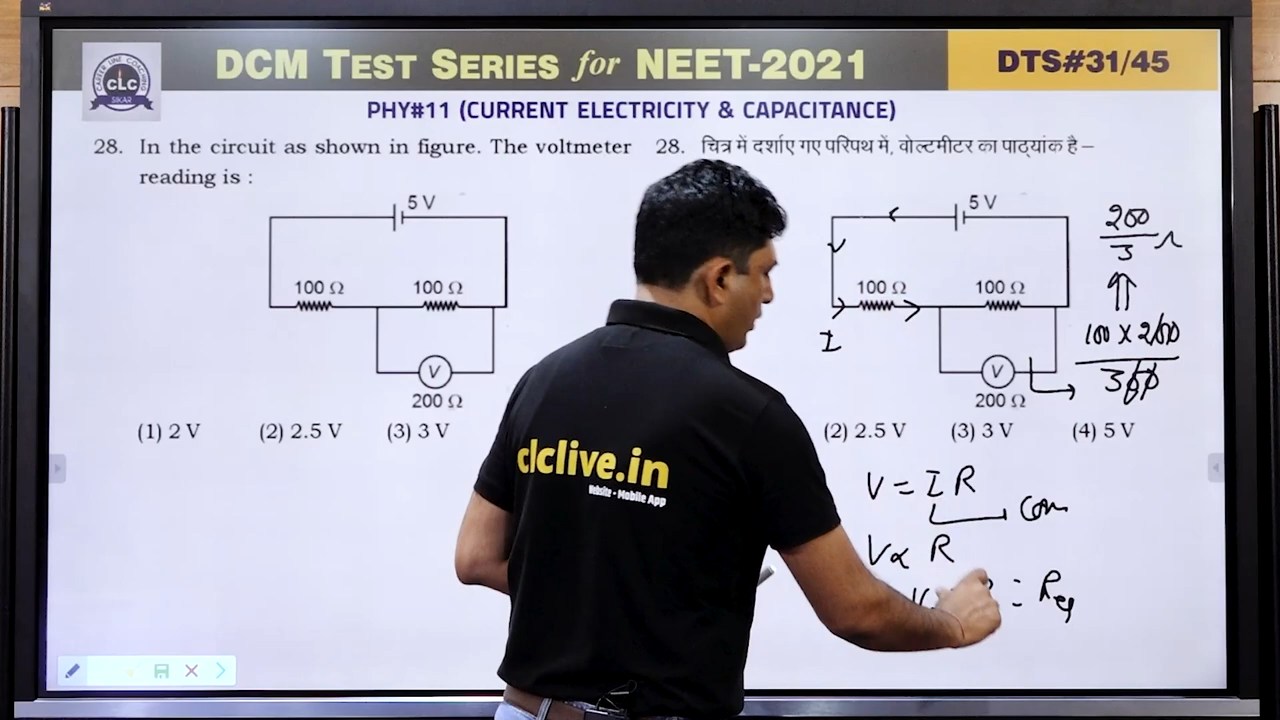 DCM TEST SERIES for NEET-2021
DTS#31/45
CAREER LINE COACHING
CLC
SIKAR
PHY#11 (CURRENT ELECTRICITY & CAPACITANCE)
28. In the circuit as shown in figure. The voltmeter
reading is :
5 V
100 Ω 100 Ω
V
200 Ω
(1) 2 V (2) 2.5 V (3) 3 V
28. चित्र में दर्शाए गए परिपथ में, वोल्टमीटर का पाठ्यांक है –
5 V
100 Ω 100 Ω
I
V
200 Ω
200
3 Ω
100 X 200
300
(2) 2.5 V (3) 3 V (4) 5 V
V = I R
Con
V ∝ R
: Req
clclive.in
Website - Mobile App